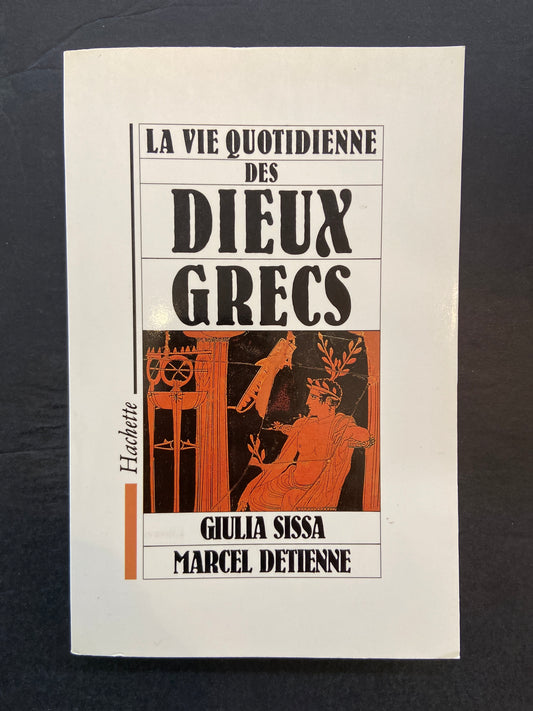 LA VIE QUOTIDIENNE
DES
DIEUX
GRECS
Hachette
GIULIA SISSA
MARCEL DETIENNE